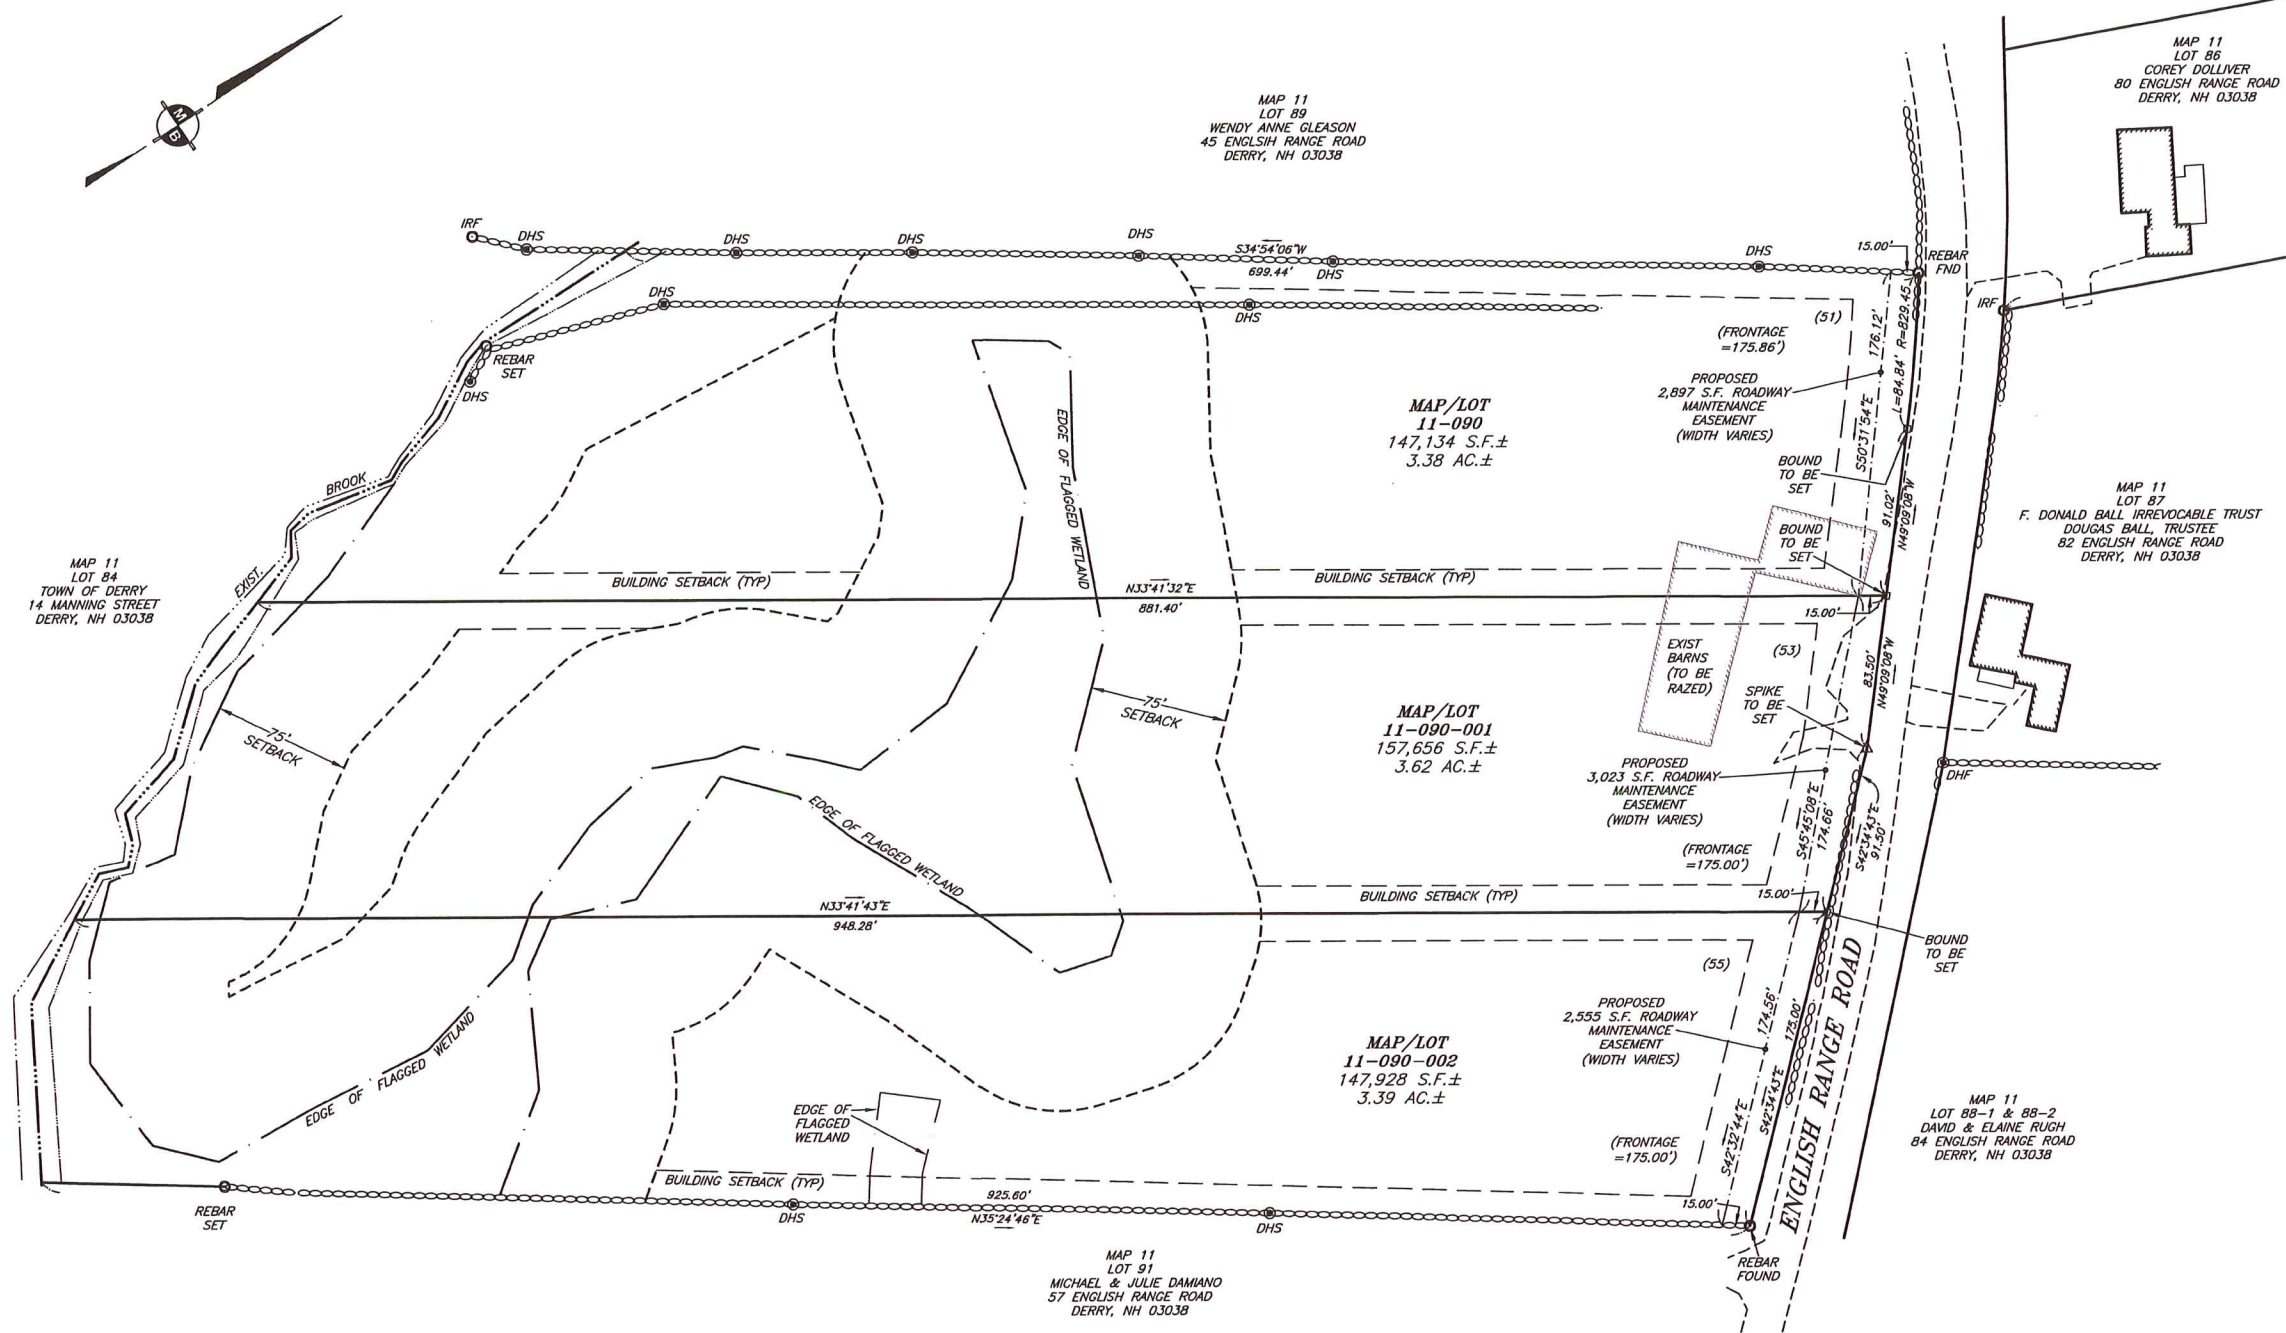 M
B
MAP 11
LOT 86
COREY DOLLIVER
80 ENGLISH RANGE ROAD
DERRY, NH 03038
MAP 11
LOT 89
WENDY ANNE GLEASON
45 ENGLSIH RANGE ROAD
DERRY, NH 03038
IRF
DHS
DHS
DHS
DHS
S34°54'06"W
699.44'
DHS
DHS
15.00'
REBAR
FND
DHS
DHS
IRF
REBAR
SET
DHS
(51)
(FRONTAGE
=175.86')
176.12'
L=84.84' R=829.45'
S50°31'54"E
PROPOSED
2,897 S.F. ROADWAY
MAINTENANCE
EASEMENT
(WIDTH VARIES)
MAP/LOT
11-090
147,134 S.F.±
3.38 AC.±
EDGE OF FLAGGED WETLAND
BOUND
TO BE
SET
91.02'
N49°09'08"W
BOUND
TO BE
SET
MAP 11
LOT 87
F. DONALD BALL IRREVOCABLE TRUST
DOUGAS BALL, TRUSTEE
82 ENGLISH RANGE ROAD
DERRY, NH 03038
BROOK
EXIST.
MAP 11
LOT 84
TOWN OF DERRY
14 MANNING STREET
DERRY, NH 03038
BUILDING SETBACK (TYP)
BUILDING SETBACK (TYP)
N33°41'32"E
881.40'
15.00'
EXIST
BARNS
(TO BE
RAZED)
(53)
83.50'
N49°09'08"W
SPIKE
TO BE
SET
75'
SETBACK
75'
SETBACK
MAP/LOT
11-090-001
157,656 S.F.±
3.62 AC.±
PROPOSED
3,023 S.F. ROADWAY
MAINTENANCE
EASEMENT
(WIDTH VARIES)
S45°45'08"E
174.66'
S42°34'43"E
91.50'
DHF
(FRONTAGE
=175.00')
EDGE OF FLAGGED WETLAND
BUILDING SETBACK (TYP)
15.00'
N33°41'43"E
948.28'
BOUND
TO BE
SET
(55)
PROPOSED
2,555 S.F. ROADWAY
MAINTENANCE
EASEMENT
(WIDTH VARIES)
174.56'
175.00'
S42°34'43"E
S42°32'44"E
ENGLISH RANGE ROAD
MAP/LOT
11-090-002
147,928 S.F.±
3.39 AC.±
EDGE OF FLAGGED WETLAND
EDGE OF
FLAGGED
WETLAND
(FRONTAGE
=175.00')
MAP 11
LOT 88-1 & 88-2
DAVID & ELAINE RUGH
84 ENGLISH RANGE ROAD
DERRY, NH 03038
BUILDING SETBACK (TYP)
925.60'
N35°24'46"E
15.00'
REBAR
SET
DHS
DHS
REBAR
FOUND
MAP 11
LOT 91
MICHAEL & JULIE DAMIANO
57 ENGLISH RANGE ROAD
DERRY, NH 03038